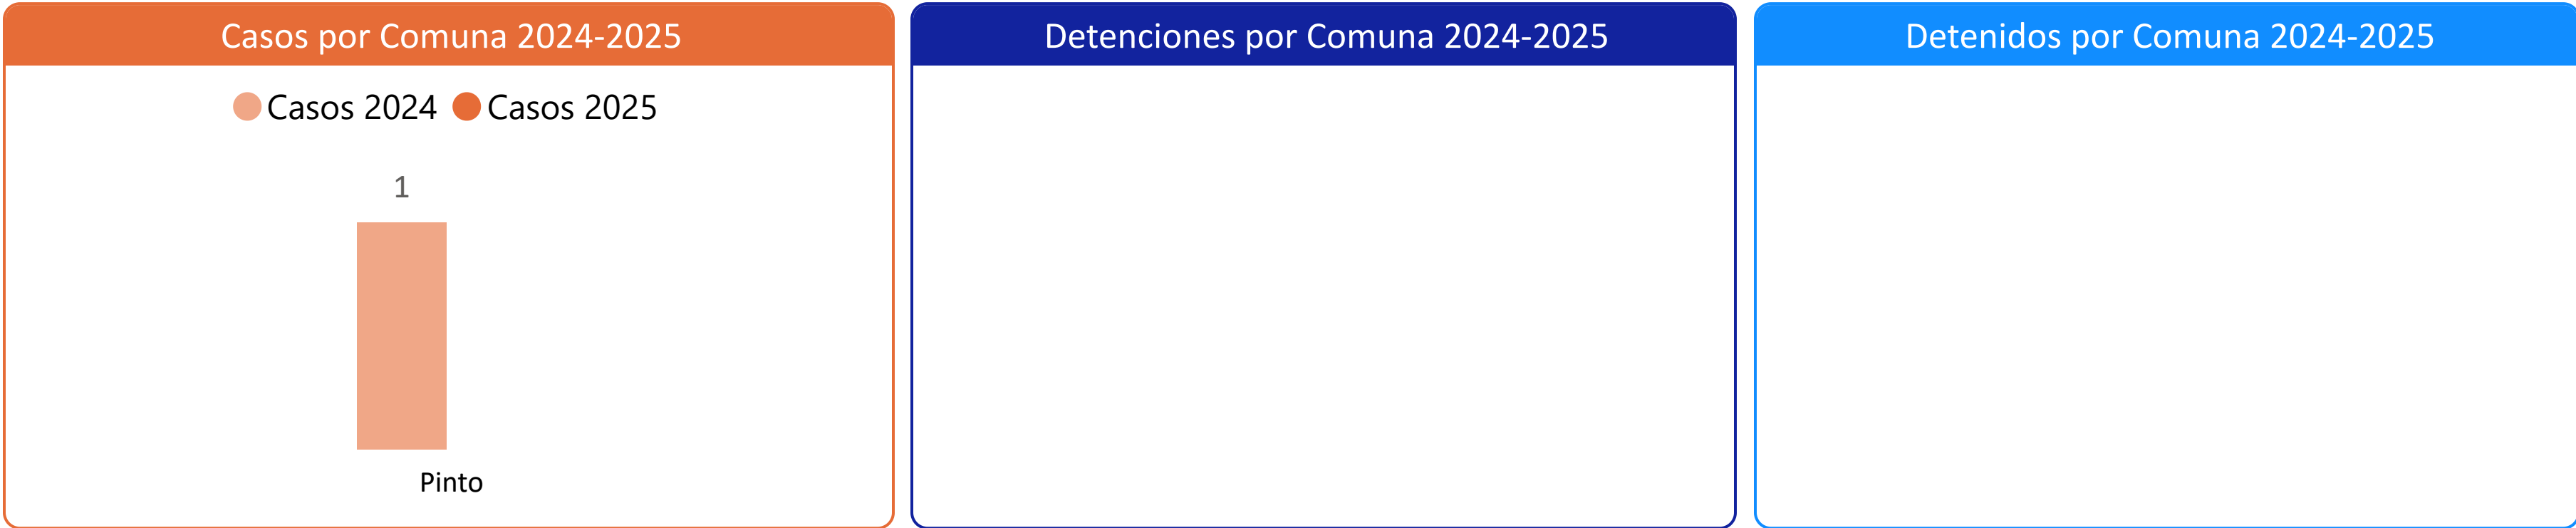 Casos por Comuna 2024-2025
Casos 2024 Casos 2025
1
Pinto
Detenciones por Comuna 2024-2025
Detenidos por Comuna 2024-2025